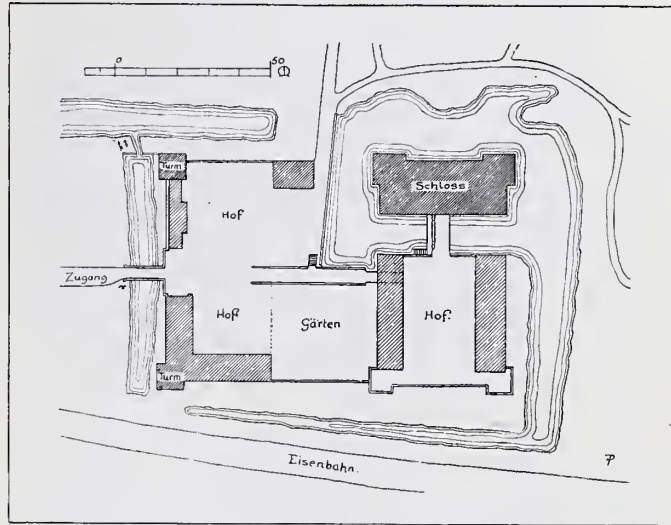 0 50
m
Turm
Schloss
Hof
Zugang
Hof
Gärten
Hof.
Turm
Eisenbahn.